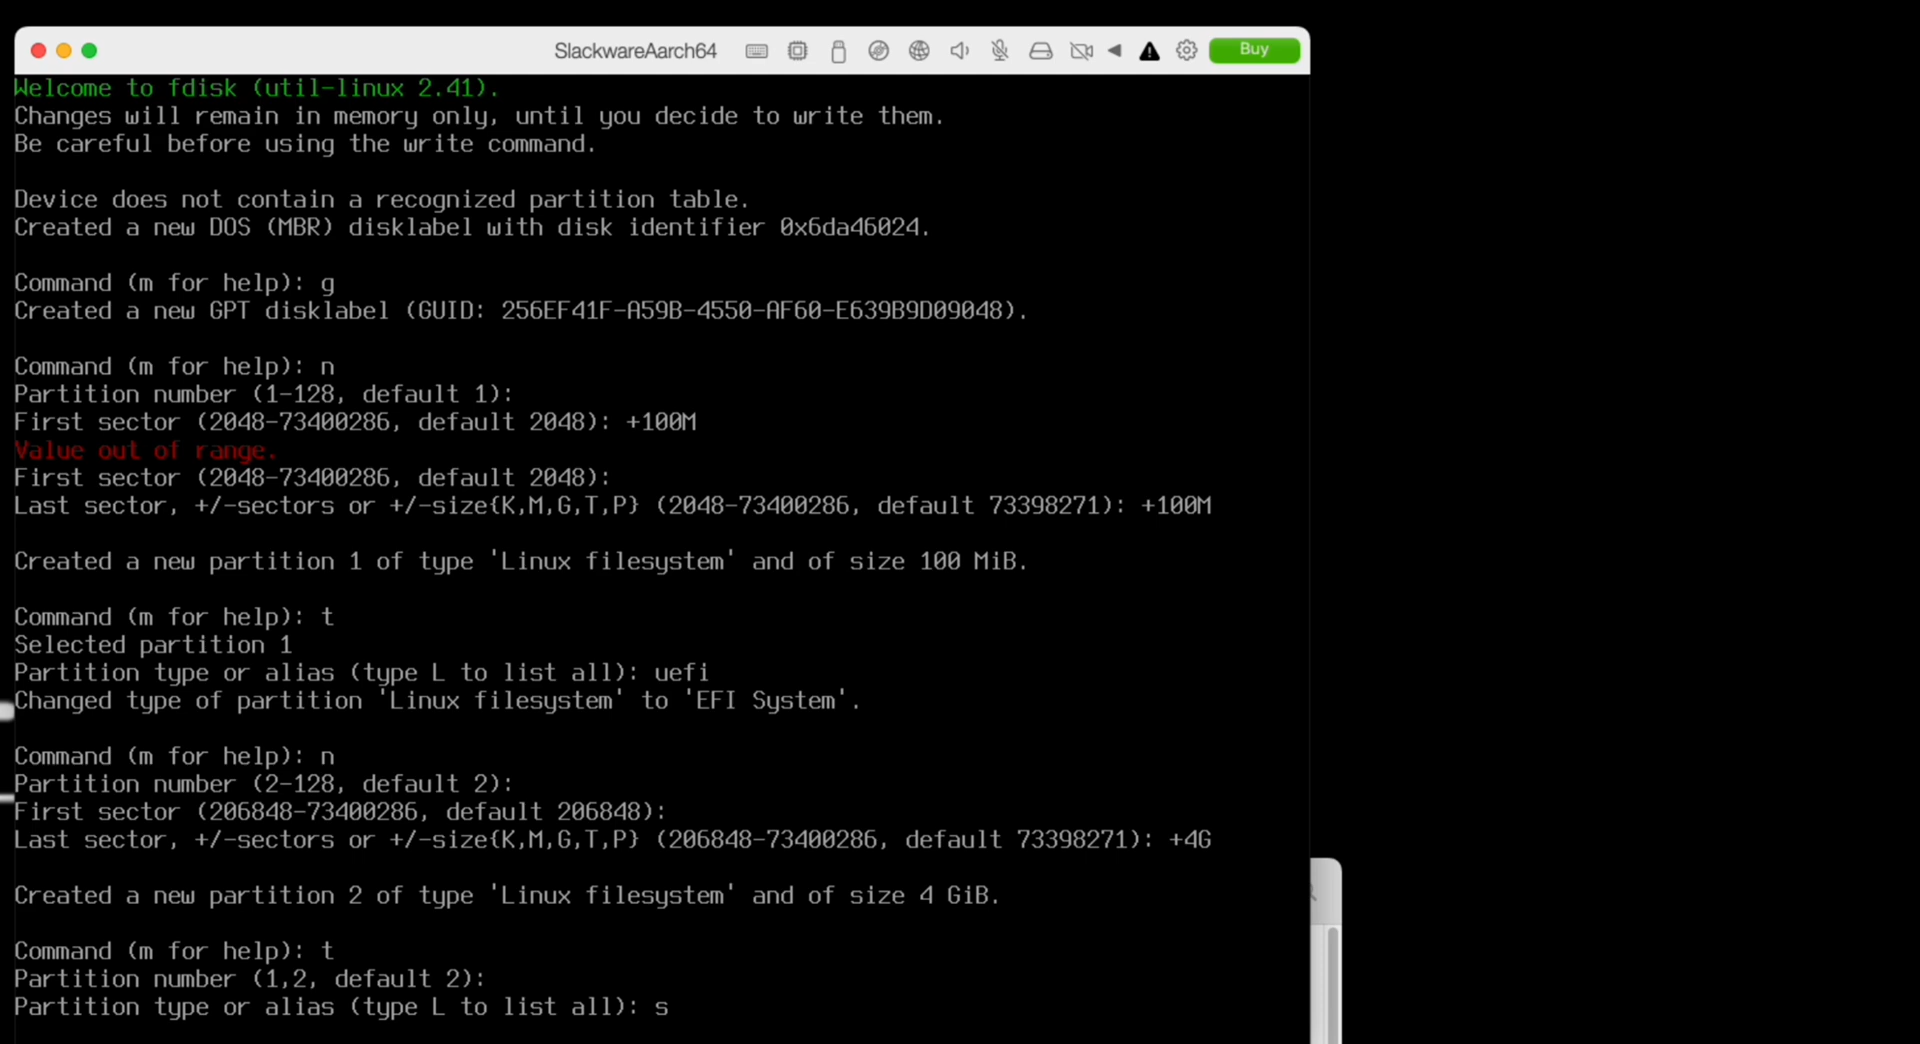 SlackwareAarch64
Buy
Welcome to fdisk (util-linux 2.41).
Changes will remain in memory only, until you decide to write them.
Be careful before using the write command.
Device does not contain a recognized partition table.
Created a new DOS (MBR) disklabel with disk identifier 0x6da46024.
Command (m for help): g
Created a new GPT disklabel (GUID: 256EF41F-A59B-4550-AF60-E639B9D09048).
Command (m for help): n
Partition number (1-128, default 1):
First sector (2048-73400286, default 2048): +100M
Value out of range.
First sector (2048-73400286, default 2048):
Last sector, +/-sectors or +/-size{K,M,G,T,P} (2048-73400286, default 73398271): +100M
Created a new partition 1 of type 'Linux filesystem' and of size 100 MiB.
Command (m for help): t
Selected partition 1
Partition type or alias (type L to list all): uefi
Changed type of partition 'Linux filesystem' to 'EFI System'.
Command (m for help): n
Partition number (2-128, default 2):
First sector (206848-73400286, default 206848):
Last sector, +/-sectors or +/-size{K,M,G,T,P} (206848-73400286, default 73398271): +4G
Created a new partition 2 of type 'Linux filesystem' and of size 4 GiB.
Command (m for help): t
Partition number (1,2, default 2):
Partition type or alias (type L to list all): s